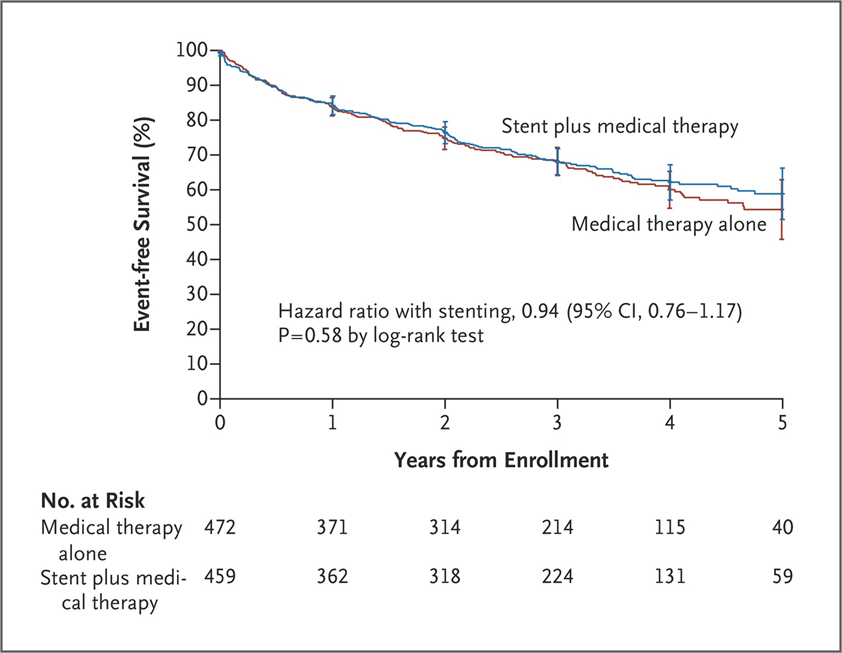 100
90
80
70
60
50
40
30
20
10
0
Event-free Survival (%)
Stent plus medical therapy
Medical therapy alone
Hazard ratio with stenting, 0.94 (95% CI, 0.76–1.17)
P=0.58 by log-rank test
0 1 2 3 4 5
Years from Enrollment
No. at Risk
Medical therapy 472 371 314 214 115 40
alone
Stent plus medi- 459 362 318 224 131 59
cal therapy